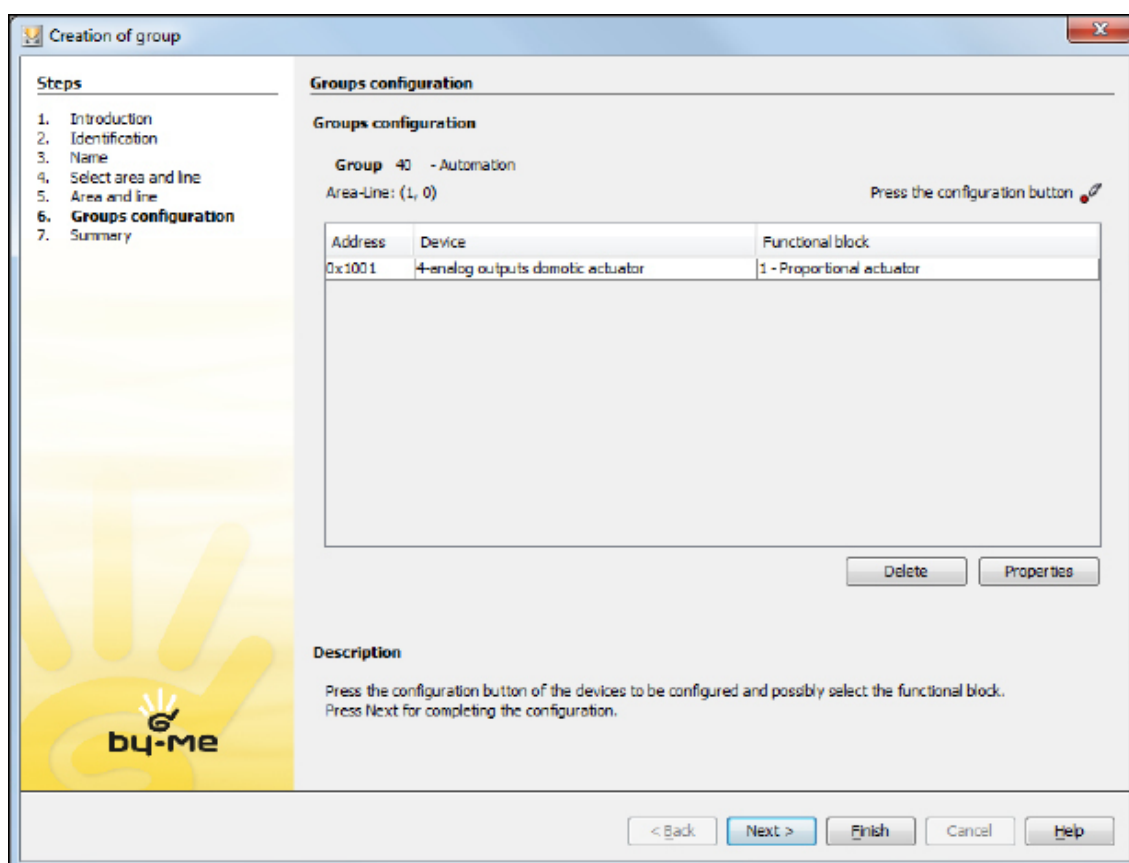 Creation of group
x
Steps
1. Introduction
2. Identification
3. Name
4. Select area and line
5. Area and line
6. Groups configuration
7. Summary
by-me
Groups configuration
Groups configuration
Group 40 - Automation
Area-Line: (1, 0)
Press the configuration button
Address Device Functional block
0x1001 4-analog outputs domotic actuator 1 - Proportional actuator
Delete Properties
Description
Press the configuration button of the devices to be configured and possibly select the functional block.
Press Next for completing the configuration.
< Back Next > Finish Cancel Help